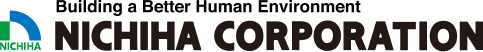 Building a Better Human Environment
NICHIHA NICHIHA CORPORATION